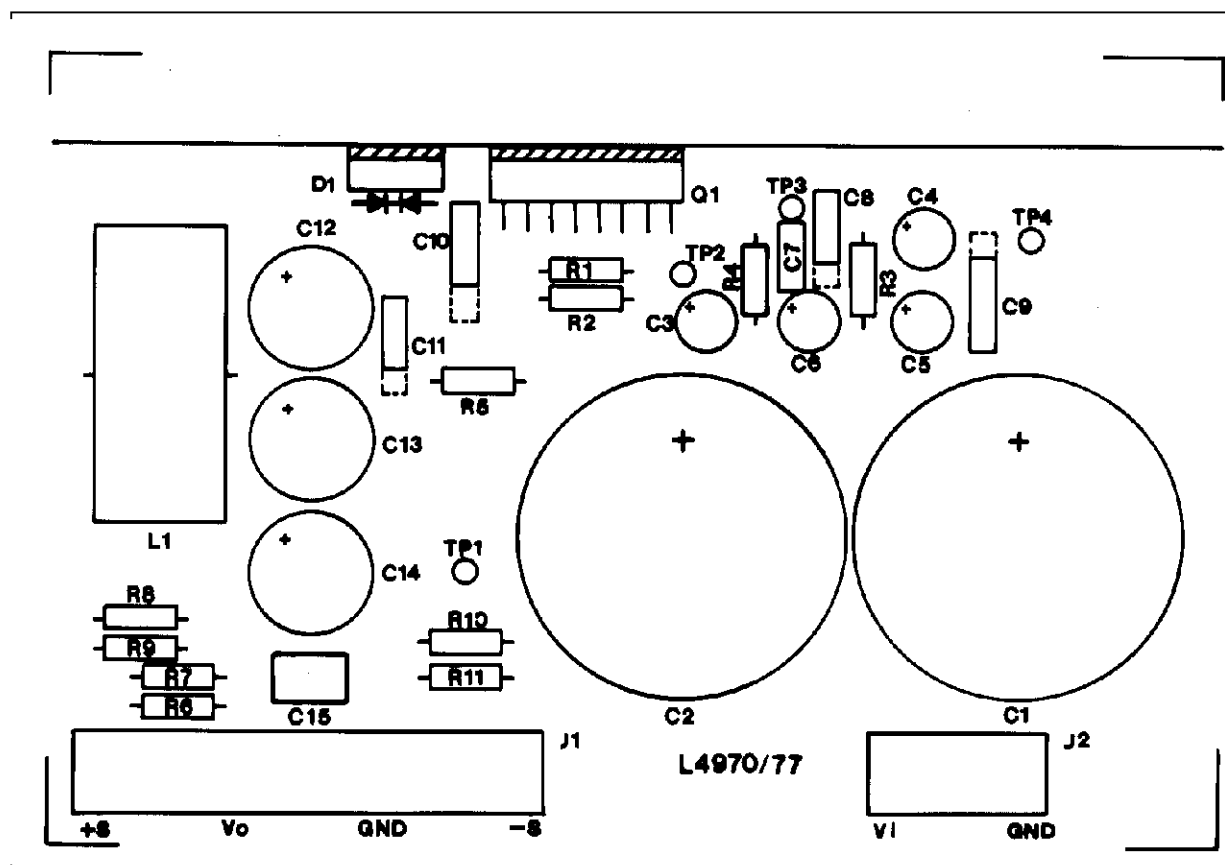 D1
Q1
TP3
C8
C4
TP4
C12
C10
R1
TP2
R4
C7
R3
R2
C3
C9
C11
C6
C5
R5
C13
L1
TP1
C14
R8
R10
R9
R7
R11
R6
C15
C2
C1
J1
J2
L4970/77
+S Vo GND -S
Vi GND